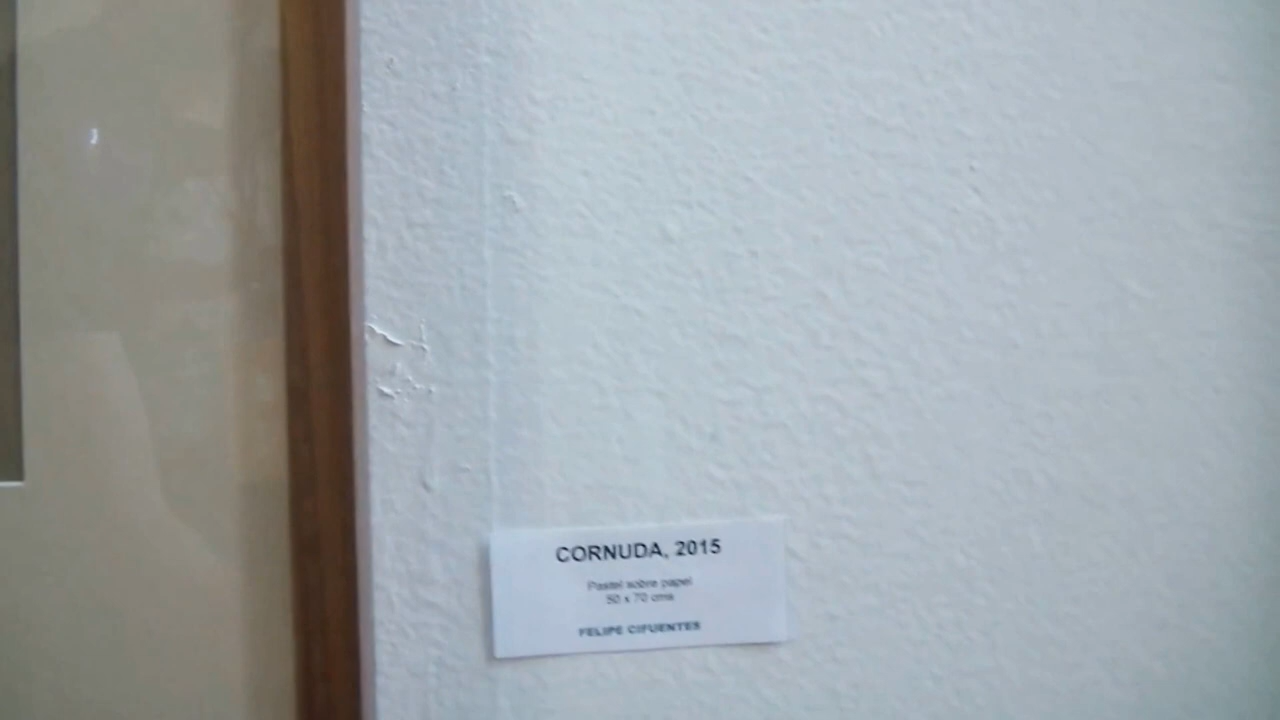 CORNUDA, 2015
Pastel sobre papel
50 x 70 cms
FELIPE CIFUENTES